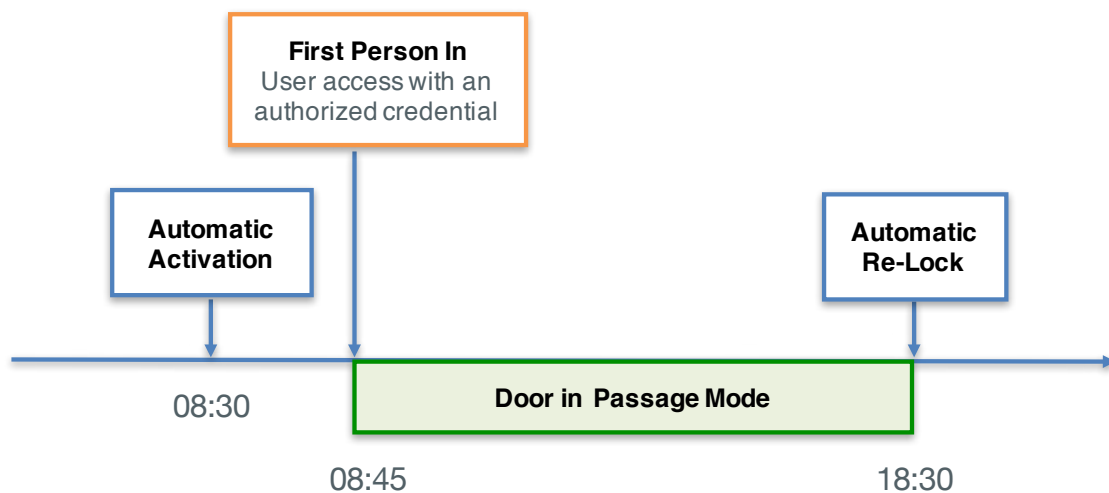 First Person In
User access with an
authorized credential
Automatic
Activation
Automatic
Re-Lock
08:30
Door in Passage Mode
08:45
18:30